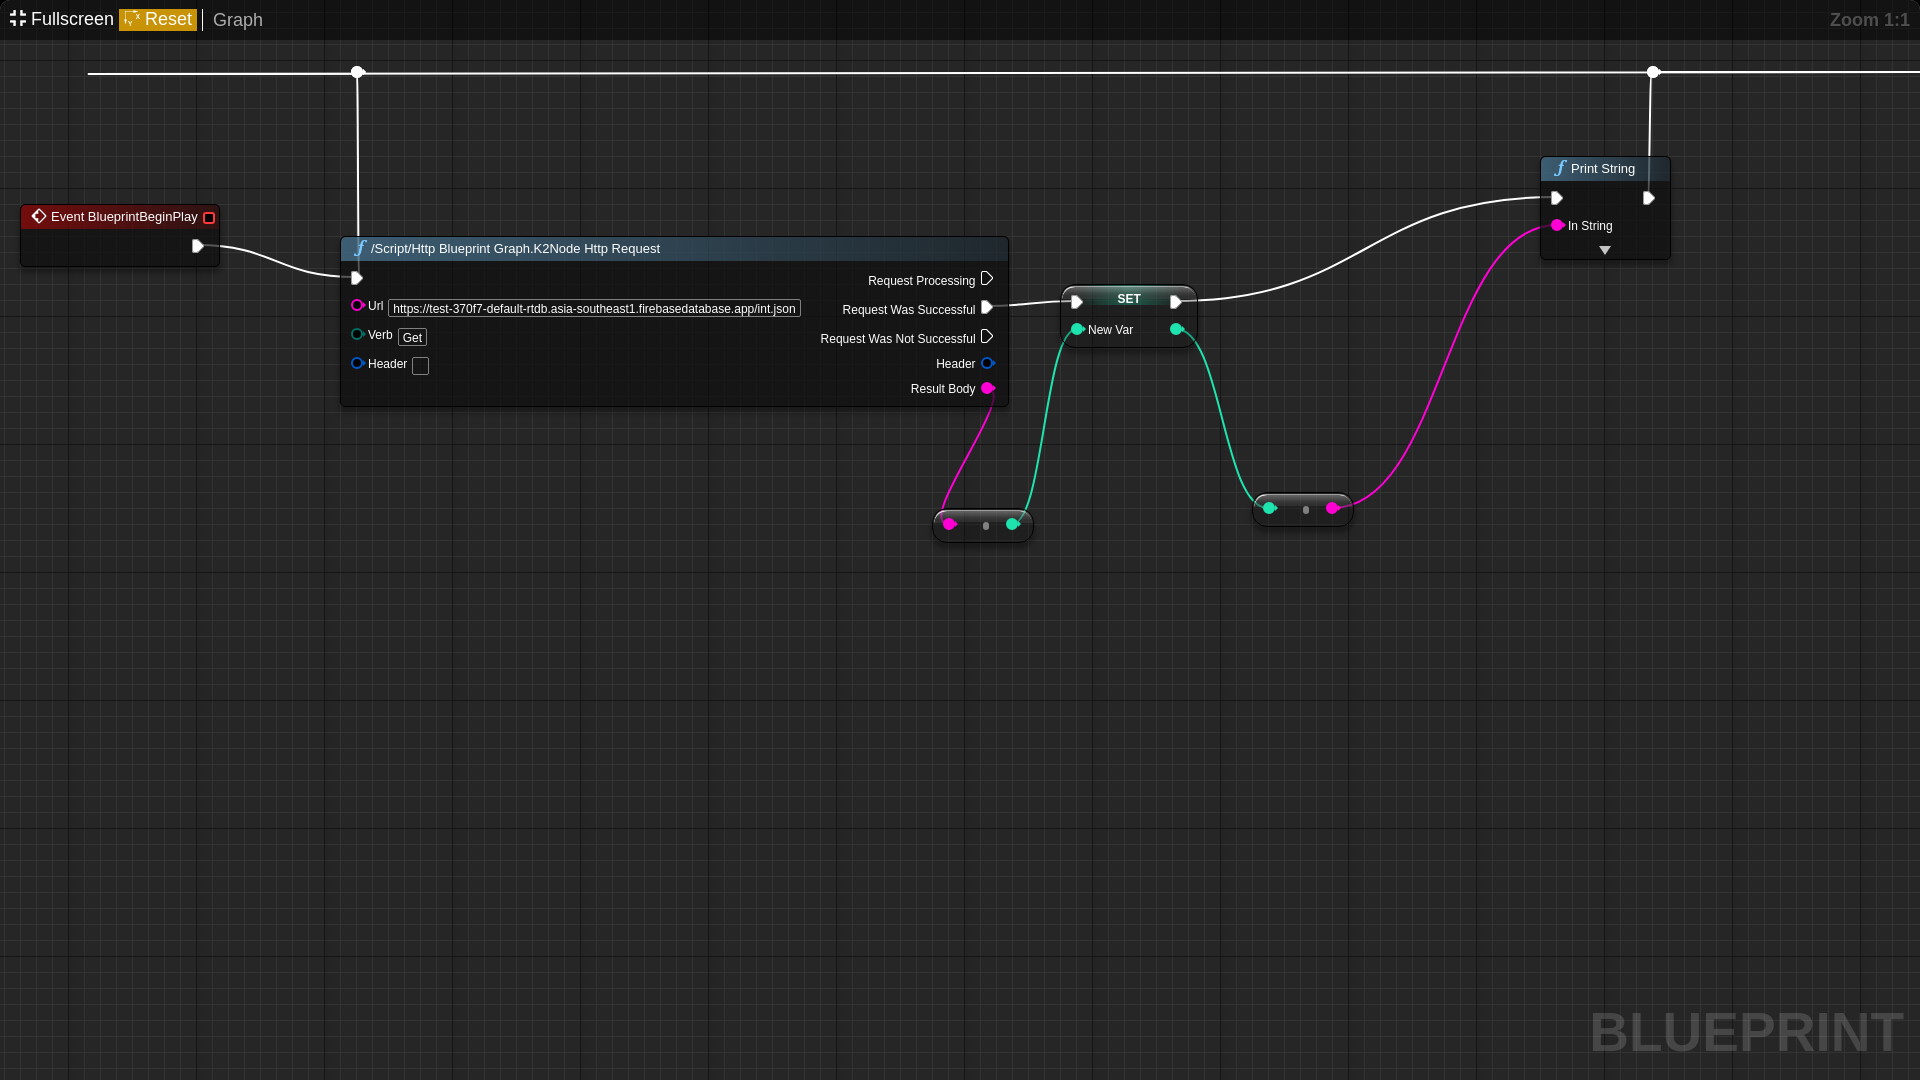 Fullscreen Reset Graph
Zoom 1:1
Print String
In String
Event BlueprintBeginPlay
/Script/Http Blueprint Graph.K2Node Http Request
Request Processing
Url https://test-370f7-default-rtdb.asia-southeast1.firebasedatabase.app/int.json
Request Was Successful
Verb Get
Request Was Not Successful
Header
Header
Result Body
SET
New Var
BLUEPRINT